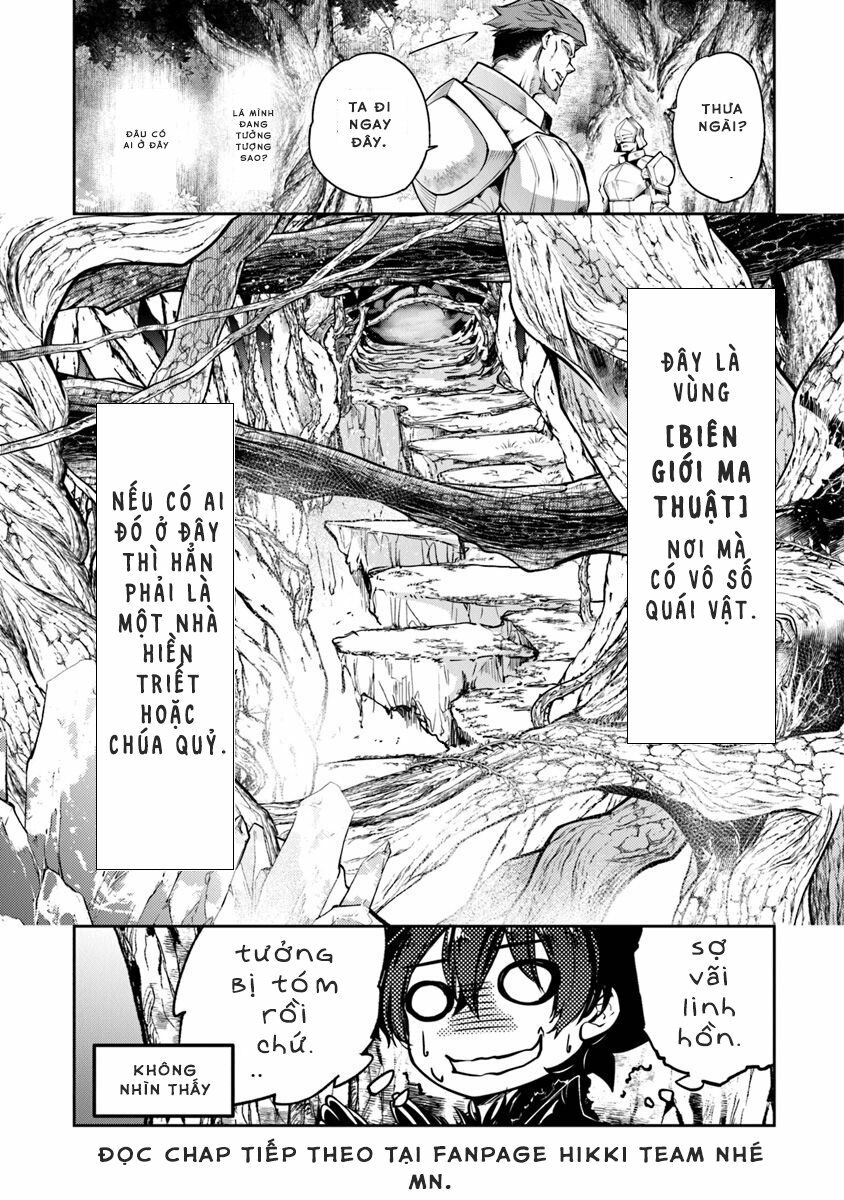 THƯA
NGÀI?
TA ĐI
NGAY
ĐÂY.
LÁ MÌNH
ĐANG
TƯỞNG
TƯỢNG
SAO?
ĐÂU CÓ
AI Ở ĐÂY
ĐÂY LÀ
VÙNG
[BIÊN
GIỚI MA
THUẬT]
NƠI MÀ
CÓ VÔ SỐ
QUÁI VẬT.
NẾU CÓ AI
ĐÓ Ở ĐÂY
THÌ HẲN
PHẢI LÀ
MỘT NHÀ
HIỀN
TRIẾT
HOẶC
CHÚA QUỶ.
sợ
vãi
linh
hồn.
tưởng
bị tóm
rồi
chứ.
..
KHÔNG
NHÌN THẤY
ĐỌC CHAP TIẾP THEO TẠI FANPAGE HIKKI TEAM NHÉ
MN.